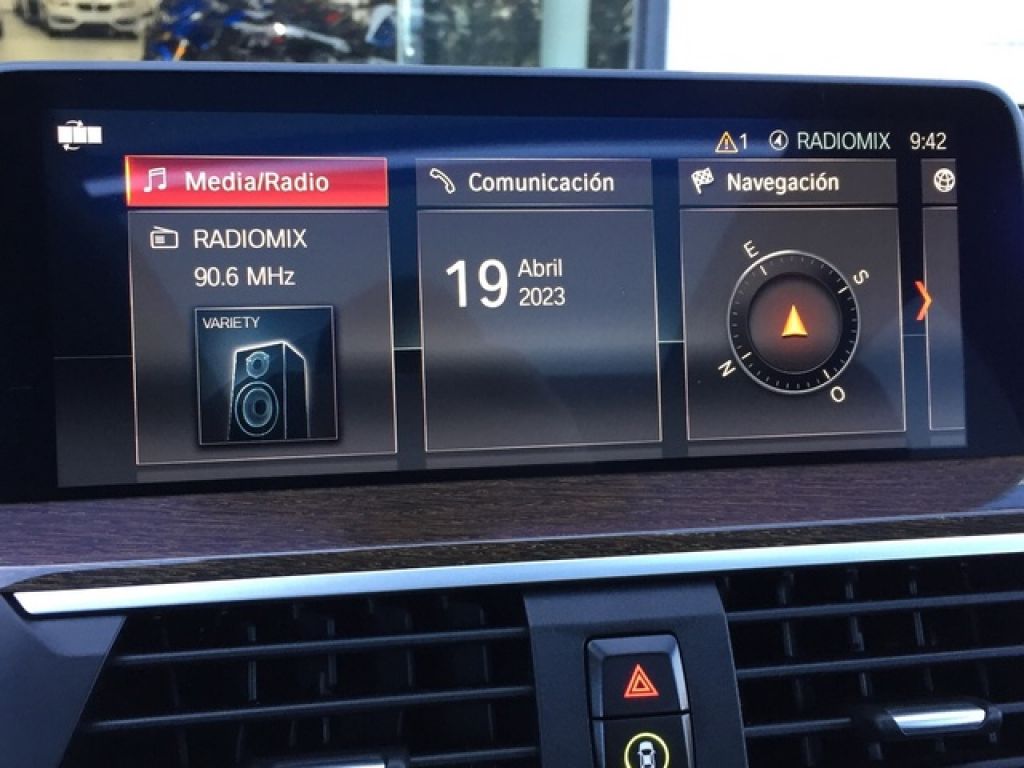 1 RADIOMIX 9:42
Media/Radio
Comunicación
Navegación
RADIOMIX
90.6 MHz
VARIETY
19 Abril
2023
E
S
N
O